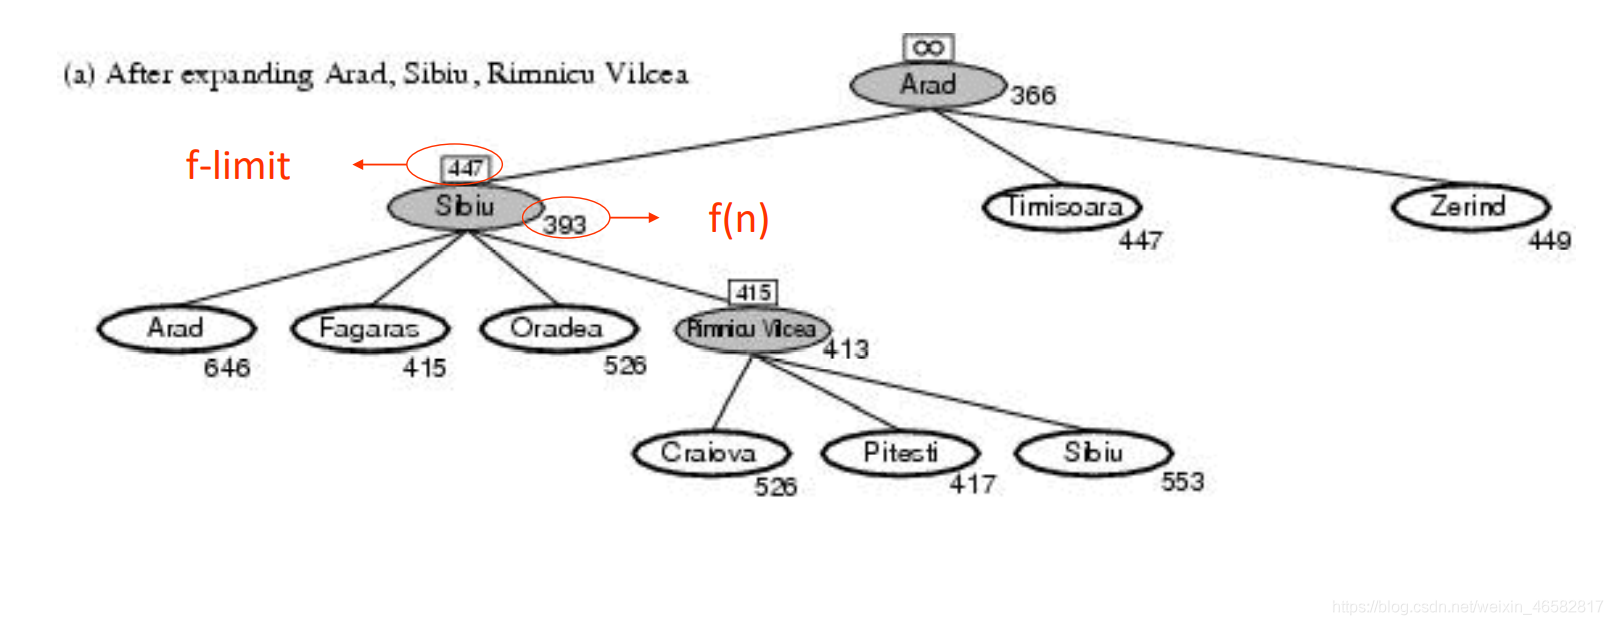 ∞
(a) After expanding Arad, Sibiu, Rimnicu Vilcea
Arad
366
f-limit
447
Sibiu
393
f(n)
Timisoara
447
Zerind
449
415
Arad
646
Fagaras
415
Oradea
526
Rimnicu Vilcea
413
Craiova
526
Pitesti
417
Sibiu
553
https://blog.csdn.net/weixin_46582817